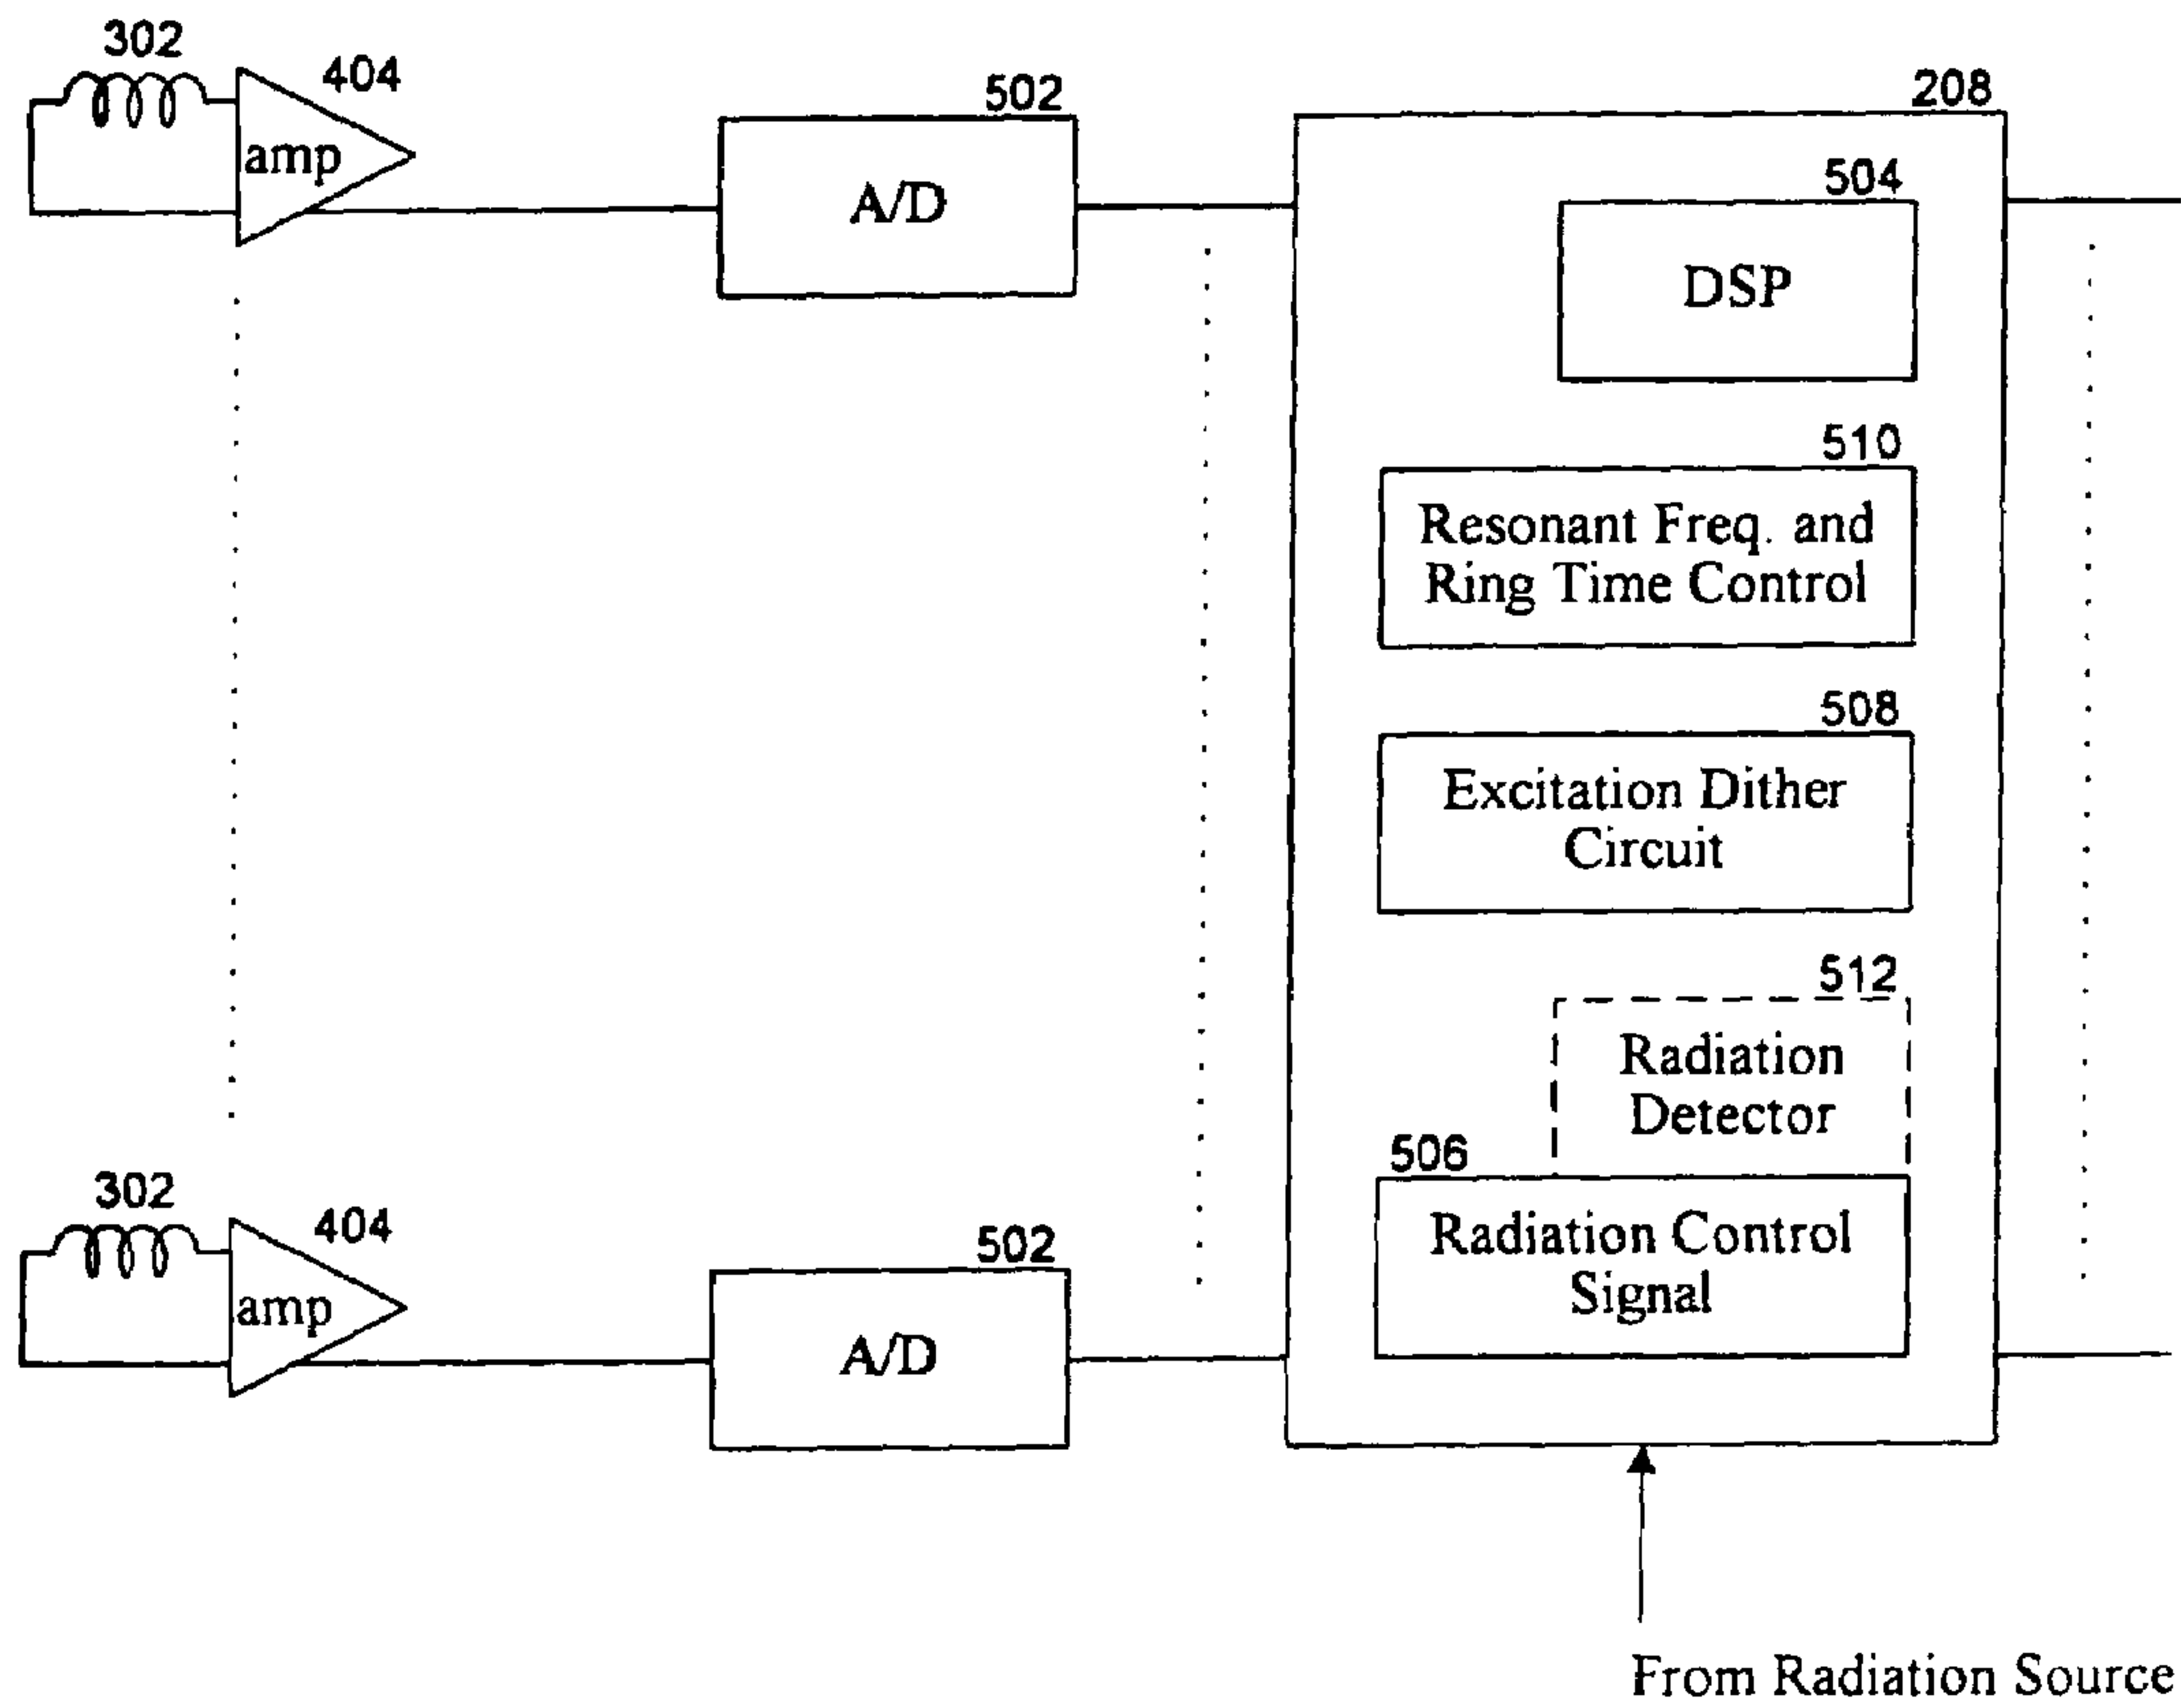 302
404
amp
502
A/D
208
504
DSP
510
Resonant Freq. and
Ring Time Control
508
Excitation Dither
Circuit
512
Radiation
Detector
506
Radiation Control
Signal
302
404
amp
502
A/D
From Radiation Source